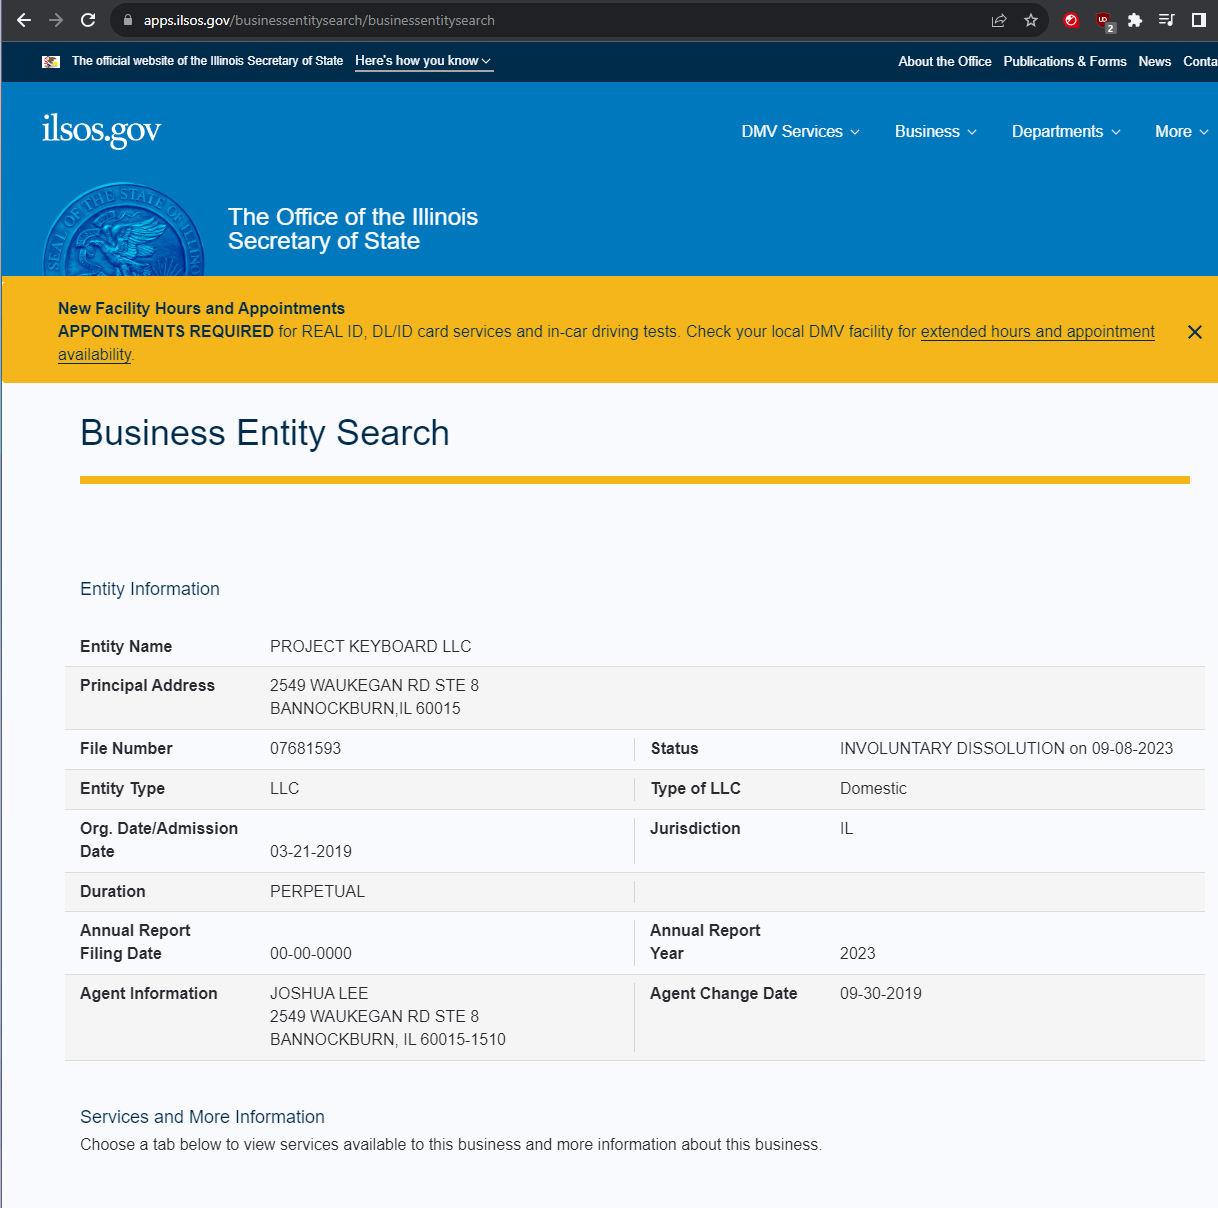 apps.ilsos.gov/businessentitysearch/businessentitysearch
2
The official website of the Illinois Secretary of State Here's how you know
About the Office Publications & Forms News Conta
ilsos.gov
DMV Services Business Departments More
SEAL OF THE STATE OF ILLINO
The Office of the Illinois
Secretary of State
New Facility Hours and Appointments
APPOINTMENTS REQUIRED for REAL ID, DL/ID card services and in-car driving tests. Check your local DMV facility for extended hours and appointment
availability.
Business Entity Search
Entity Information
Entity Name PROJECT KEYBOARD LLC
Principal Address 2549 WAUKEGAN RD STE 8
BANNOCKBURN,IL 60015
File Number 07681593 Status INVOLUNTARY DISSOLUTION on 09-08-2023
Entity Type LLC Type of LLC Domestic
Org. Date/Admission Jurisdiction IL
Date 03-21-2019
Duration PERPETUAL
Annual Report Annual Report
Filing Date 00-00-0000 Year 2023
Agent Information JOSHUA LEE Agent Change Date 09-30-2019
2549 WAUKEGAN RD STE 8
BANNOCKBURN, IL 60015-1510
Services and More Information
Choose a tab below to view services available to this business and more information about this business.